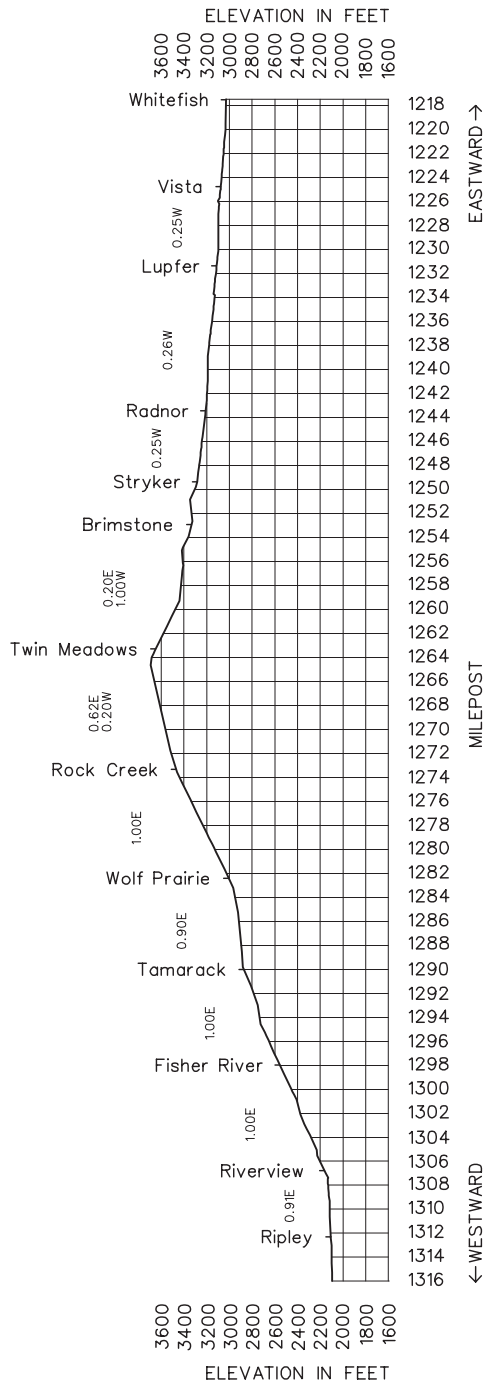 ELEVATION IN FEET
3600 3400 3200 3000 2800 2600 2400 2200 2000 1800 1600
Whitefish
1218
EASTWARD→
1220
1222
1224
Vista
1226
0.25W
1228
1230
Lupfer
1232
1234
1236
0.26W
1238
1240
1242
Radnor
1244
1246
0.25W
1248
Stryker
1250
1252
Brimstone
1254
1256
0.20E
1.00W
1258
1260
1262
Twin Meadows
1264
MILEPOST
1266
0.62E
0.20W
1268
1270
1272
Rock Creek
1274
1276
1.00E
1278
1280
Wolf Prairie
1282
1284
0.90E
1286
1288
Tamarack
1290
1292
1.00E
1294
1296
Fisher River
1298
1300
1.00E
1302
1304
1306
Riverview
←WESTWARD
1308
0.91E
1310
Ripley
1312
1314
1316
3600 3400 3200 3000 2800 2600 2400 2200 2000 1800 1600
ELEVATION IN FEET